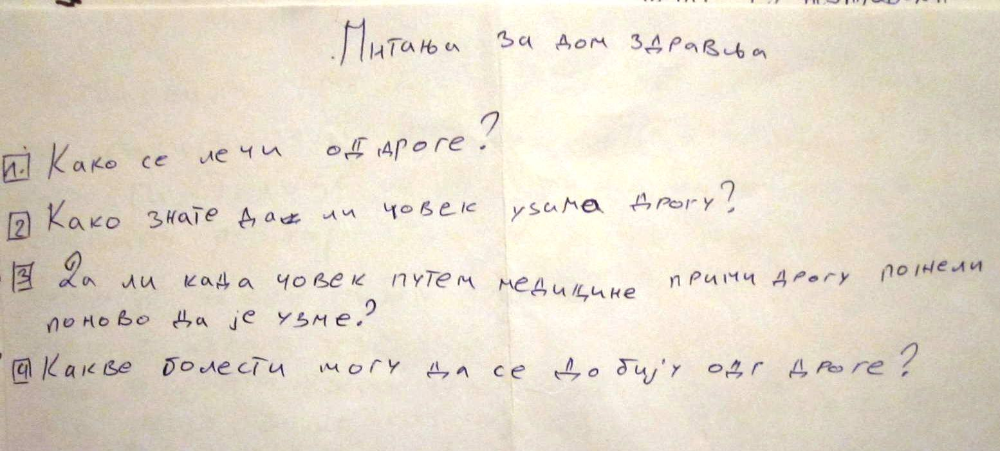 Питања за дом здравља
1. Како се лечи од дроге?
2 Како знате да ли човек узима дрогу?
3 Да ли када човек путем медицине прими дрогу пожели
поново да је узме?
4 Какве болести могу да се добију одг дроге?